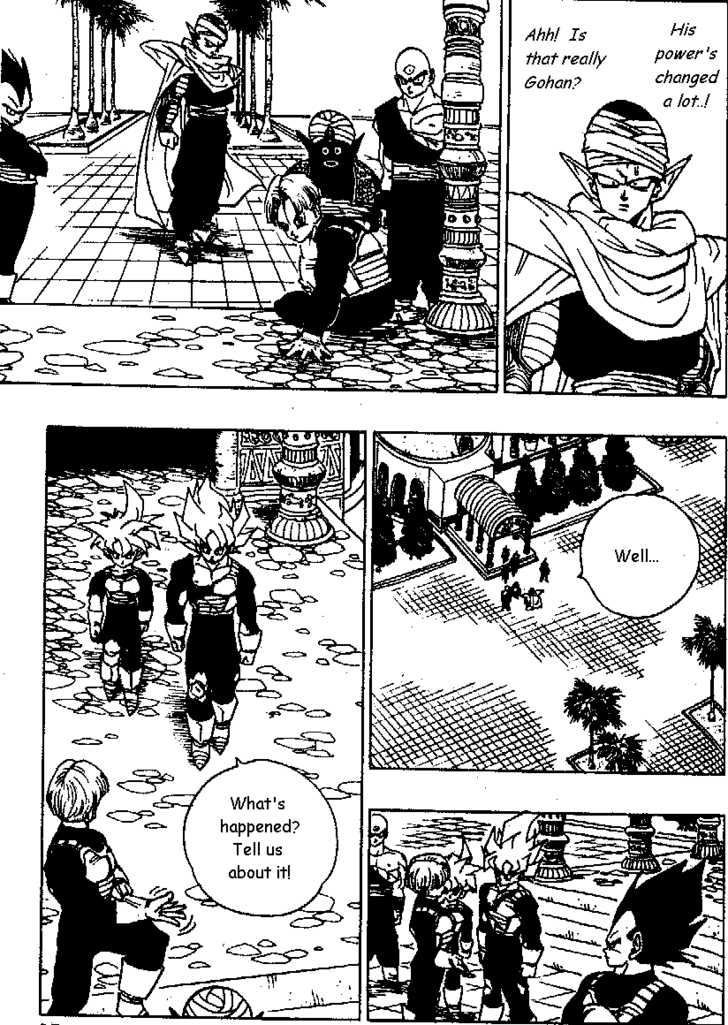 Ahh! Is
that really
Gohan?
His
power's
changed
a lot..!
Well...
What's
happened?
Tell us
about it!